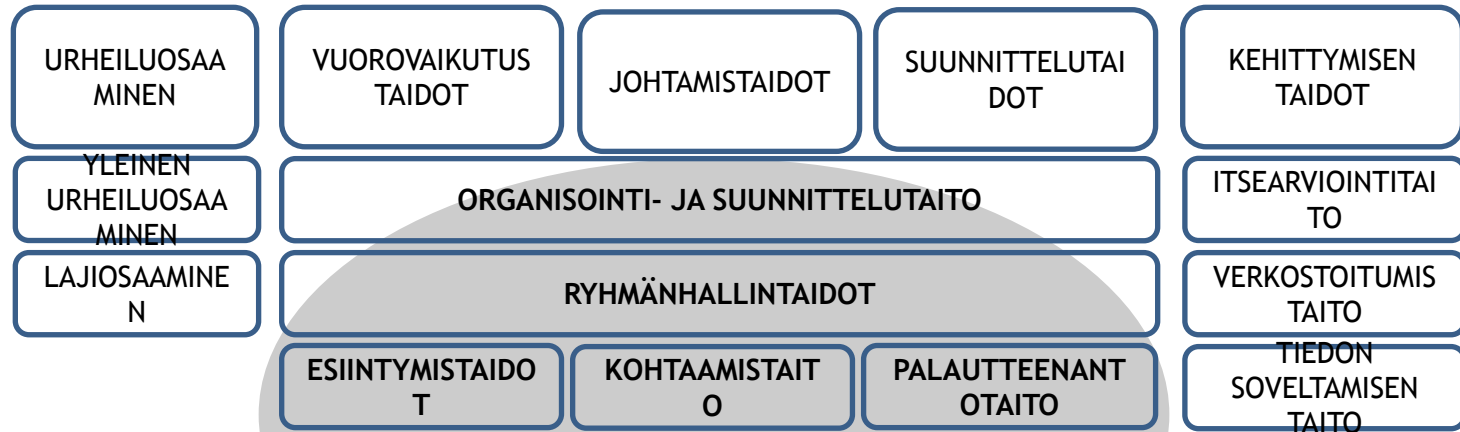 URHEILUOSAA
MINEN
VUOROVAIKUTUS
TAIDOT
JOHTAMISTAIDOT
SUUNNITTELUTAI
DOT
KEHITTYMISEN
TAIDOT
YLEINEN
URHEILUOSAA
MINEN
ORGANISOINTI- JA SUUNNITTELUTAITO
ITSEARVIOINTITAI
TO
LAJIOSAAMINE
N
RYHMÄNHALLINTAIDOT
VERKOSTOITUMIS
TAITO
ESIINTYMISTAIDO
T
KOHTAAMISTAIT
O
PALAUTTEENANT
OTAITO
TIEDON
SOVELTAMISEN
TAITO